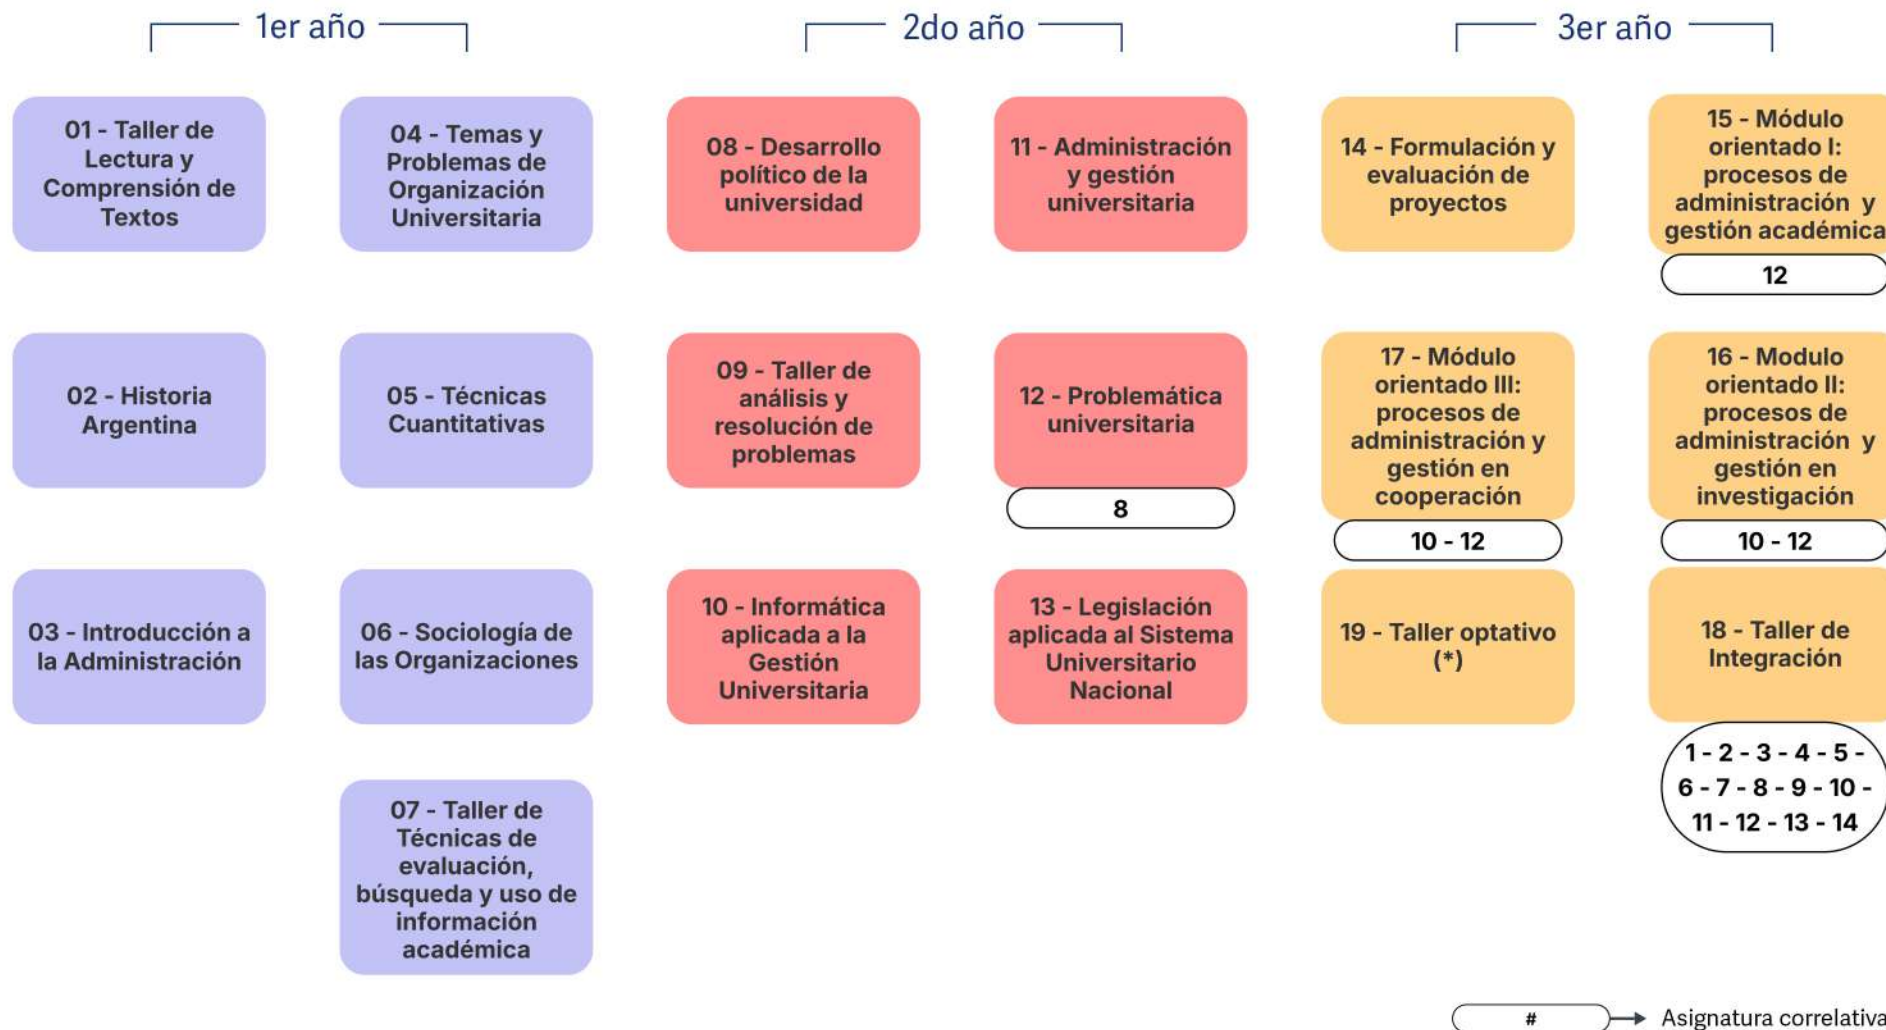 1er año
2do año
3er año
01 - Taller de
Lectura y
Comprensión de
Textos
04 - Temas y
Problemas de
Organización
Universitaria
08 - Desarrollo
político de la
universidad
11 - Administración
y gestión
universitaria
14 - Formulación y
evaluación de
proyectos
15 - Módulo
orientado I:
procesos de
administración y
gestión académica
12
02 - Historia
Argentina
05 - Técnicas
Cuantitativas
09 - Taller de
análisis y
resolución de
problemas
12 - Problemática
universitaria
8
17 - Módulo
orientado III:
procesos de
administración y
gestión en
cooperación
10 - 12
16 - Modulo
orientado II:
procesos de
administración y
gestión en
investigación
10 - 12
03 - Introducción a
la Administración
06 - Sociología de
las Organizaciones
10 - Informática
aplicada a la
Gestión
Universitaria
13 - Legislación
aplicada al Sistema
Universitario
Nacional
19 - Taller optativo
(*)
18 - Taller de
Integración
1 - 2 - 3 - 4 - 5 -
6 - 7 - 8 - 9 - 10 -
11 - 12 - 13 - 14
07 - Taller de
Técnicas de
evaluación,
búsqueda y uso de
información
académica
# Asignatura correlativa